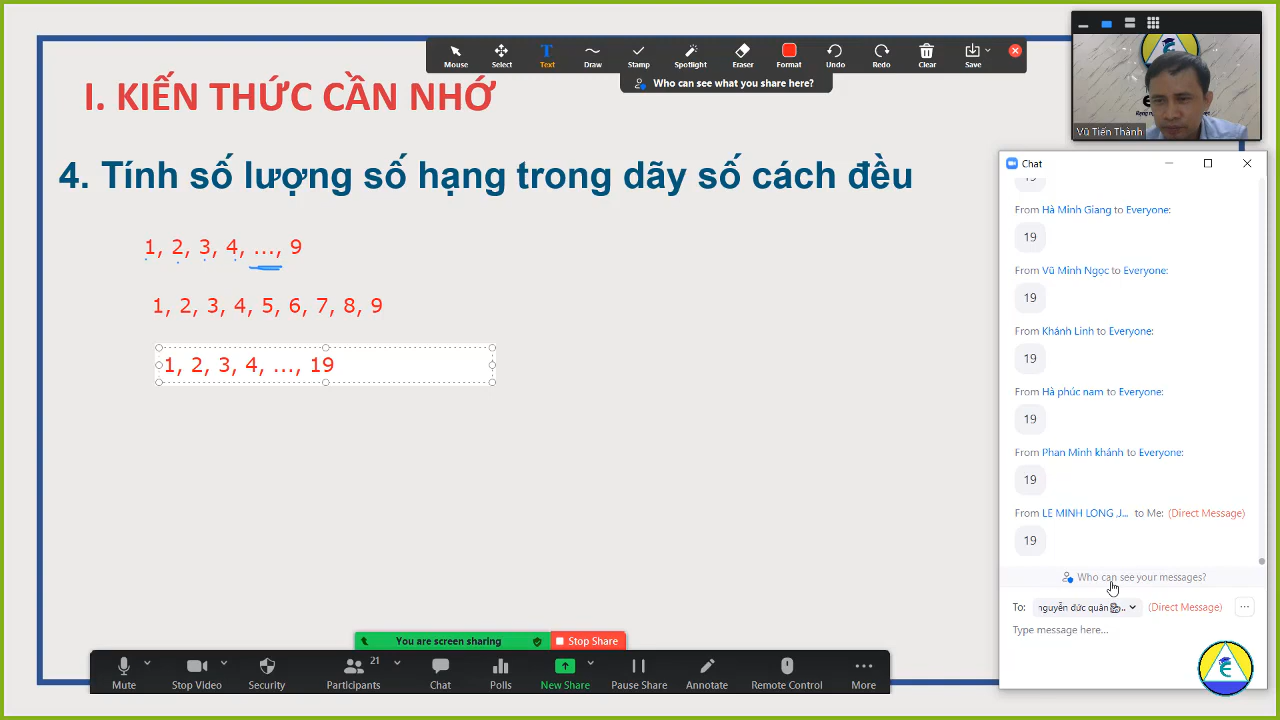 Mouse Select Text Draw Stamp Spotlight Eraser Format Undo Redo Clear Save
Who can see what you share here?
I. KIẾN THỨC CẦN NHỚ
Vũ Tiến Thành
4. Tính số lượng số hạng trong dãy số cách đều
1, 2, 3, 4, ..., 9
1, 2, 3, 4, 5, 6, 7, 8, 9
1, 2, 3, 4, ..., 19
Chat
19
From Hà Minh Giang to Everyone:
19
From Vũ Minh Ngọc to Everyone:
19
From Khánh Linh to Everyone:
19
From Hà phúc nam to Everyone:
19
From Phan Minh khánh to Everyone:
19
From LE MINH LONG ,J... to Me: (Direct Message)
19
Who can see your messages?
To: nguyễn đức quân (Direct Message)
Type message here...
You are screen sharing Stop Share
21
Mute Stop Video Security Participants Chat Polls New Share Pause Share Annotate Remote Control More